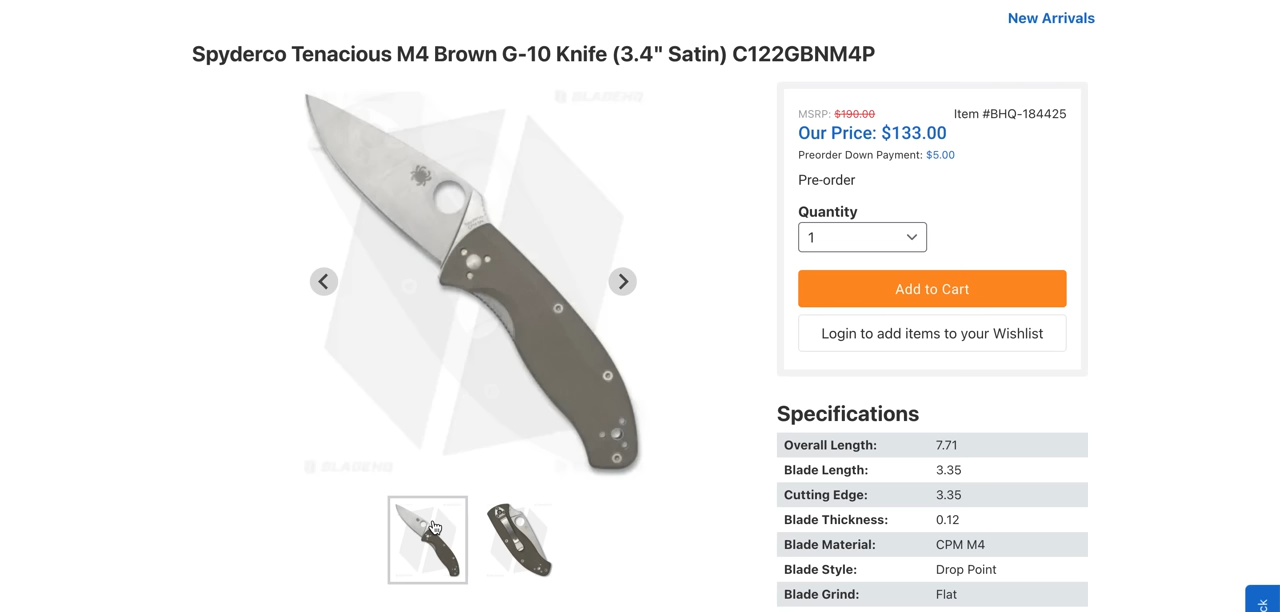 New Arrivals
Spyderco Tenacious M4 Brown G-10 Knife (3.4" Satin) C122GBNM4P
BLADEHQ
BLADEHQ
MSRP: $190.00 Item #BHQ-184425
Our Price: $133.00
Preorder Down Payment: $5.00
Pre-order
Quantity
1
Add to Cart
Login to add items to your Wishlist
Specifications
Overall Length: 7.71
Blade Length: 3.35
Cutting Edge: 3.35
Blade Thickness: 0.12
Blade Material: CPM M4
Blade Style: Drop Point
Blade Grind: Flat